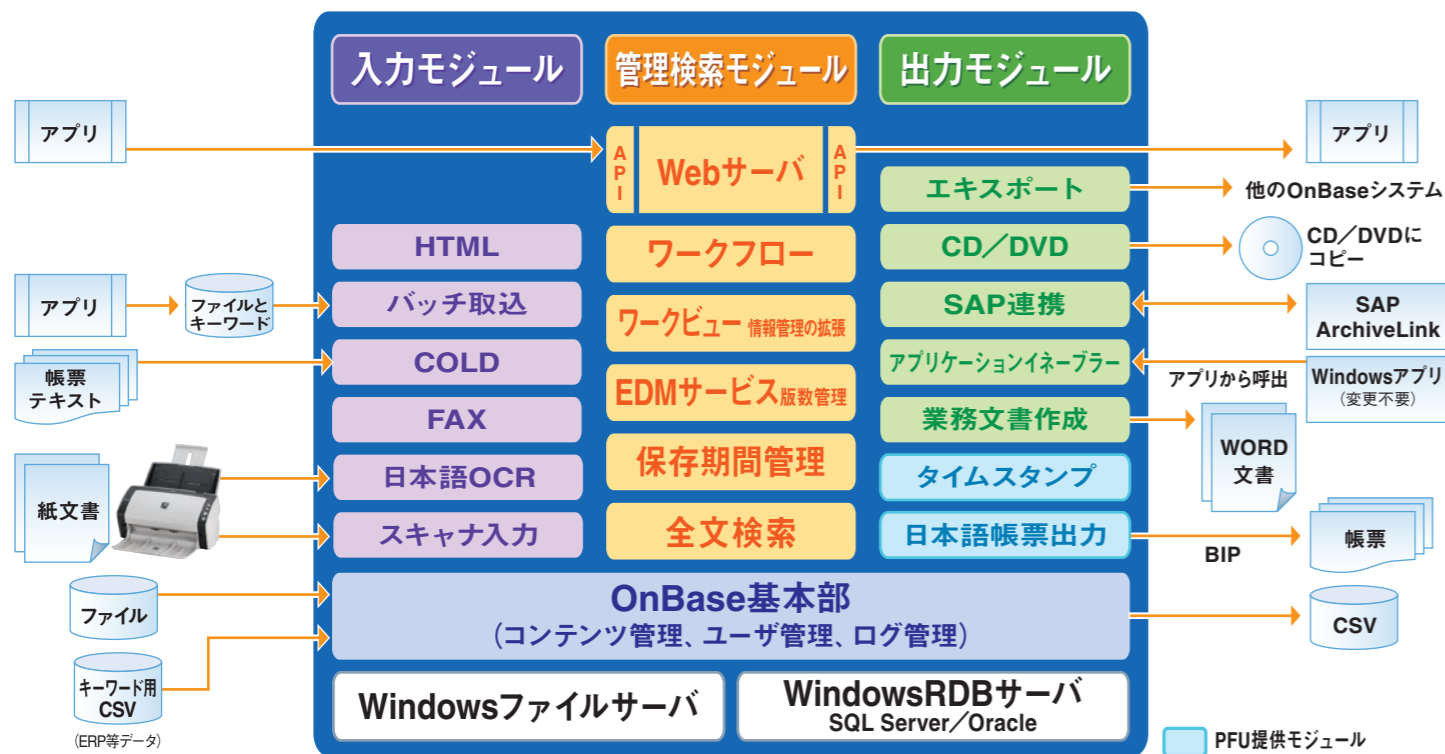 入力モジュール
管理検索モジュール
出力モジュール
アプリ
API
Webサーバ
API
アプリ
エキスポート
他のOnBaseシステム
HTML
ワークフロー
CD／DVD
CD／DVDに
コピー
アプリ
ファイルと
キーワード
バッチ取込
ワークビュー 情報管理の拡張
SAP連携
SAP
ArchiveLink
帳票
テキスト
COLD
EDMサービス版数管理
アプリケーションイネーブラー
アプリから呼出
Windowsアプリ
（変更不要）
FAX
保存期間管理
業務文書作成
WORD
文書
紙文書
日本語OCR
タイムスタンプ
スキャナ入力
全文検索
日本語帳票出力
BIP
帳票
ファイル
OnBase基本部
（コンテンツ管理、ユーザ管理、ログ管理）
CSV
キーワード用
CSV
（ERP等データ）
Windowsファイルサーバ
WindowsRDBサーバ
SQL Server／Oracle
PFU提供モジュール